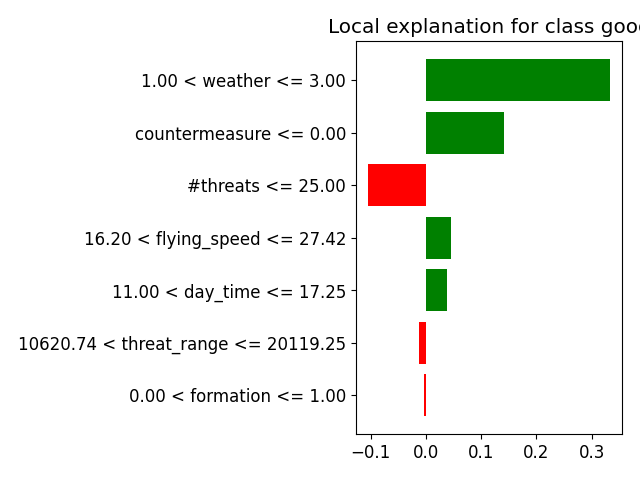 Local explanation for class good
1.00 < weather <= 3.00
countermeasure <= 0.00
#threats <= 25.00
16.20 < flying_speed <= 27.42
11.00 < day_time <= 17.25
10620.74 < threat_range <= 20119.25
0.00 < formation <= 1.00
−0.1 0.0 0.1 0.2 0.3